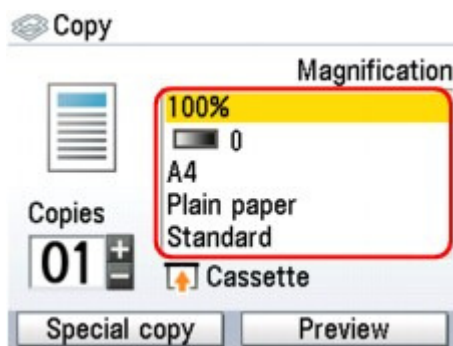 Copy
Magnification
100%
0
A4
Plain paper
Standard
Copies
01
Cassette
Special copy
Preview